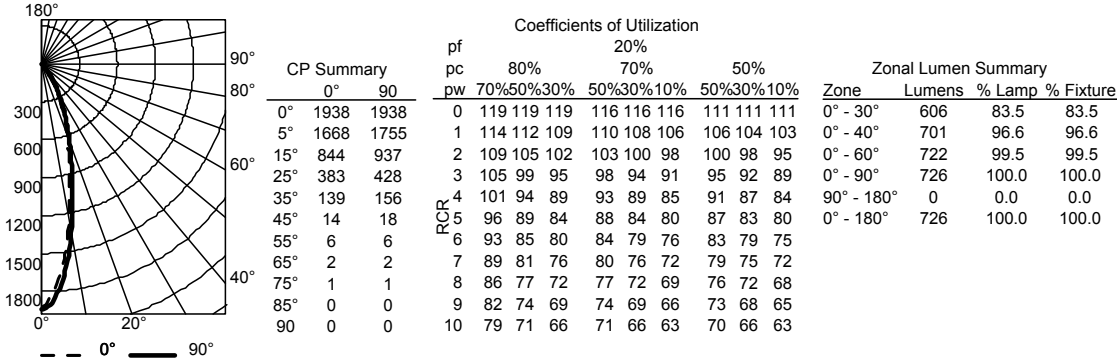 180°
90°
80°
60°
40°
300
600
900
1200
1500
1800
0° 20°
0° 90°
CP Summary
0° 90
0° 1938 1938
5° 1668 1755
15° 844 937
25° 383 428
35° 139 156
45° 14 18
55° 6 6
65° 2 2
75° 1 1
85° 0 0
90 0 0
Coefficients of Utilization
pf 20%
pc 80% 70% 50%
pw 70%50%30% 50%30%10% 50%30%10%
RCR
0 119 119 119 116 116 116 111 111 111
1 114 112 109 110 108 106 106 104 103
2 109 105 102 103 100 98 100 98 95
3 105 99 95 98 94 91 95 92 89
4 101 94 89 93 89 85 91 87 84
5 96 89 84 88 84 80 87 83 80
6 93 85 80 84 79 76 83 79 75
7 89 81 76 80 76 72 79 75 72
8 86 77 72 77 72 69 76 72 68
9 82 74 69 74 69 66 73 68 65
10 79 71 66 71 66 63 70 66 63
Zonal Lumen Summary
Zone Lumens % Lamp % Fixture
0° - 30° 606 83.5 83.5
0° - 40° 701 96.6 96.6
0° - 60° 722 99.5 99.5
0° - 90° 726 100.0 100.0
90° - 180° 0 0.0 0.0
0° - 180° 726 100.0 100.0